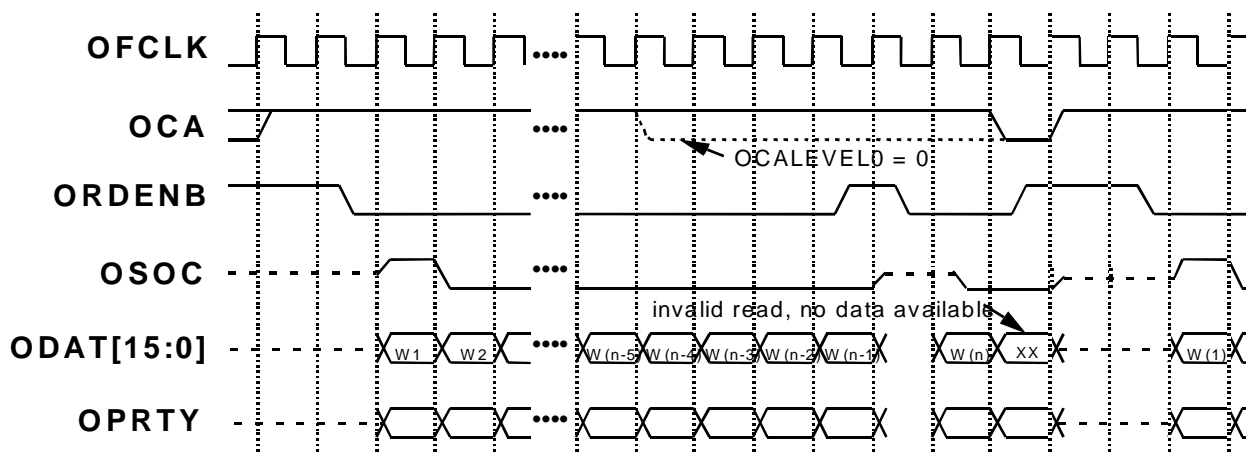 OFCLK
••••
OCA
••••
OCALEVEL0 = 0
ORDENB
••••
OSOC
••••
invalid read, no data available
ODAT[15:0]
W1 W2 •••• W(n-5) W(n-4) W(n-3) W(n-2) W(n-1) W(n) XX W(1)
OPRTY
••••